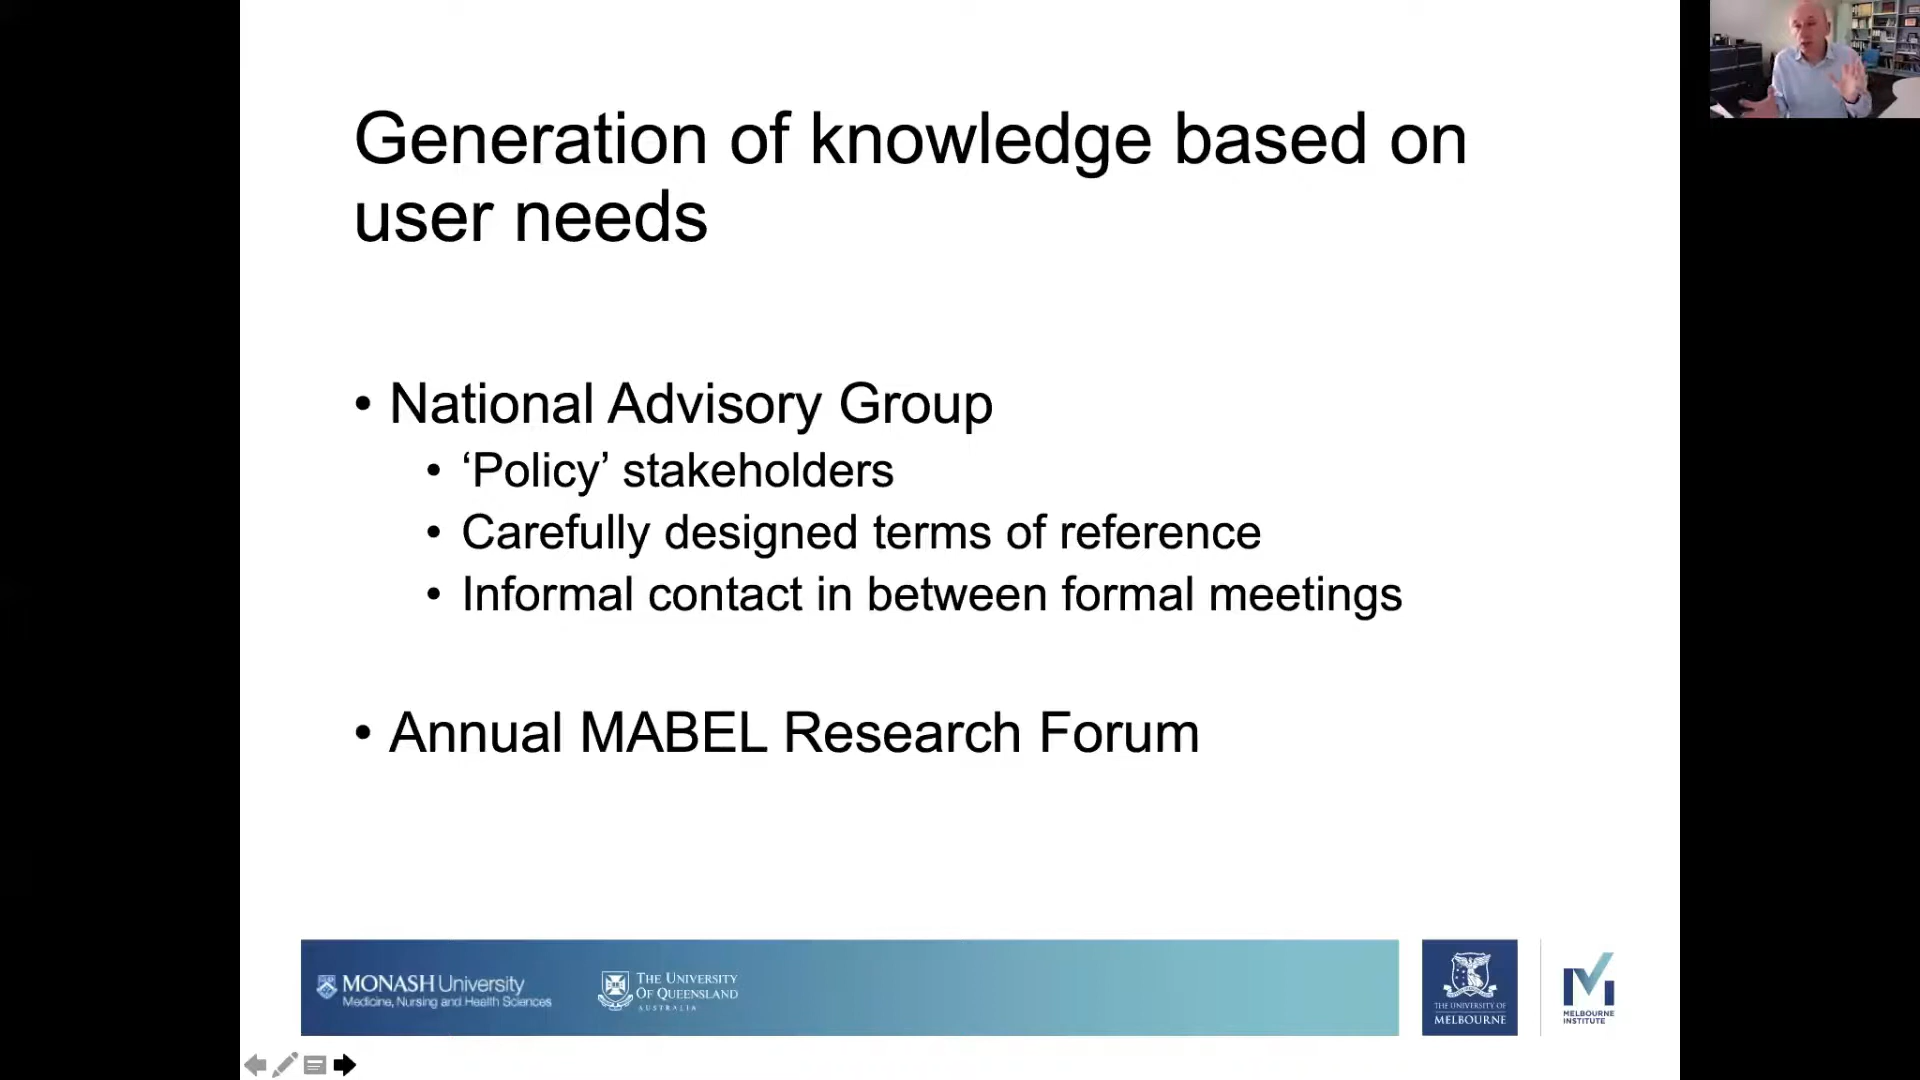 Generation of knowledge based on
user needs
• National Advisory Group
• ‘Policy’ stakeholders
• Carefully designed terms of reference
• Informal contact in between formal meetings
• Annual MABEL Research Forum
MONASH University
Medicine, Nursing and Health Sciences
THE UNIVERSITY
OF QUEENSLAND
AUSTRALIA
THE UNIVERSITY OF
MELBOURNE
MELBOURNE
INSTITUTE